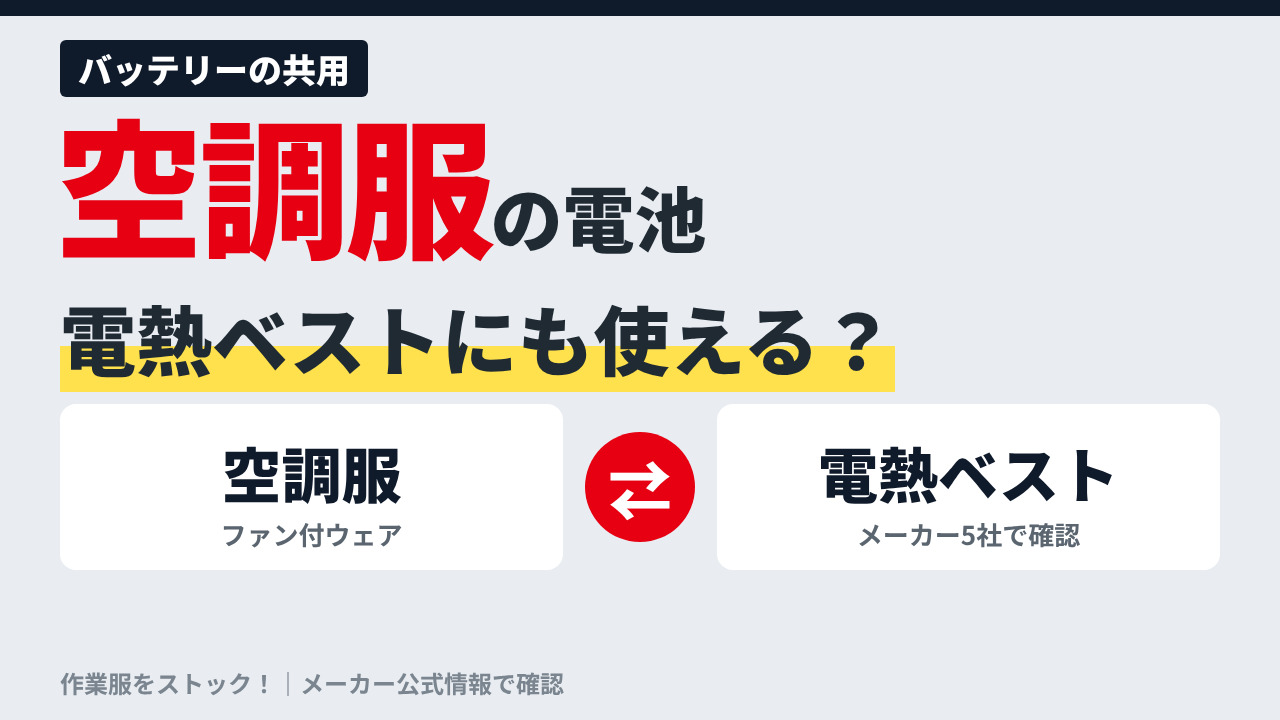 バッテリーの共用
空調服の電池
電熱ベストにも使える？
空調服
ファン付ウェア
⇄
電熱ベスト
メーカー5社で確認
作業服をストック！｜メーカー公式情報で確認